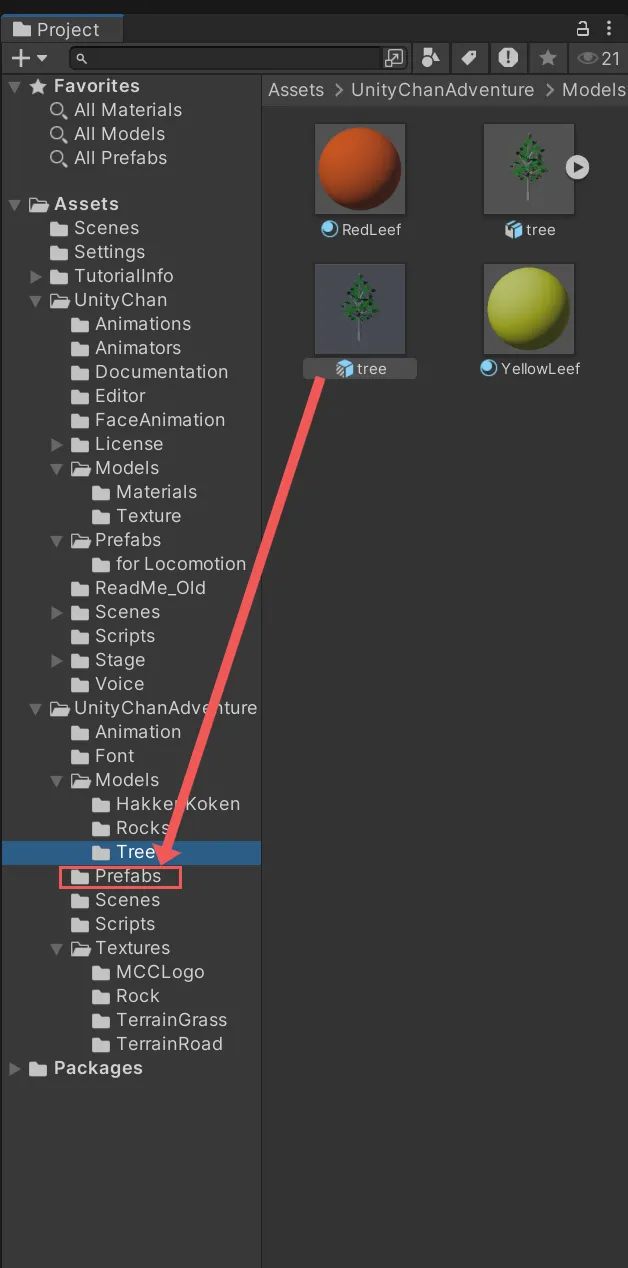 Project
21
Favorites
All Materials
All Models
All Prefabs
Assets
Scenes
Settings
TutorialInfo
UnityChan
Animations
Animators
Documentation
Editor
FaceAnimation
License
Models
Materials
Texture
Prefabs
for Locomotion
ReadMe_Old
Scenes
Scripts
Stage
Voice
UnityChanAdventure
Animation
Font
Models
HakkenKoken
Rocks
Tree
Prefabs
Scenes
Scripts
Textures
MCCLogo
Rock
TerrainGrass
TerrainRoad
Packages
Assets > UnityChanAdventure > Models
RedLeef
tree
tree
YellowLeef